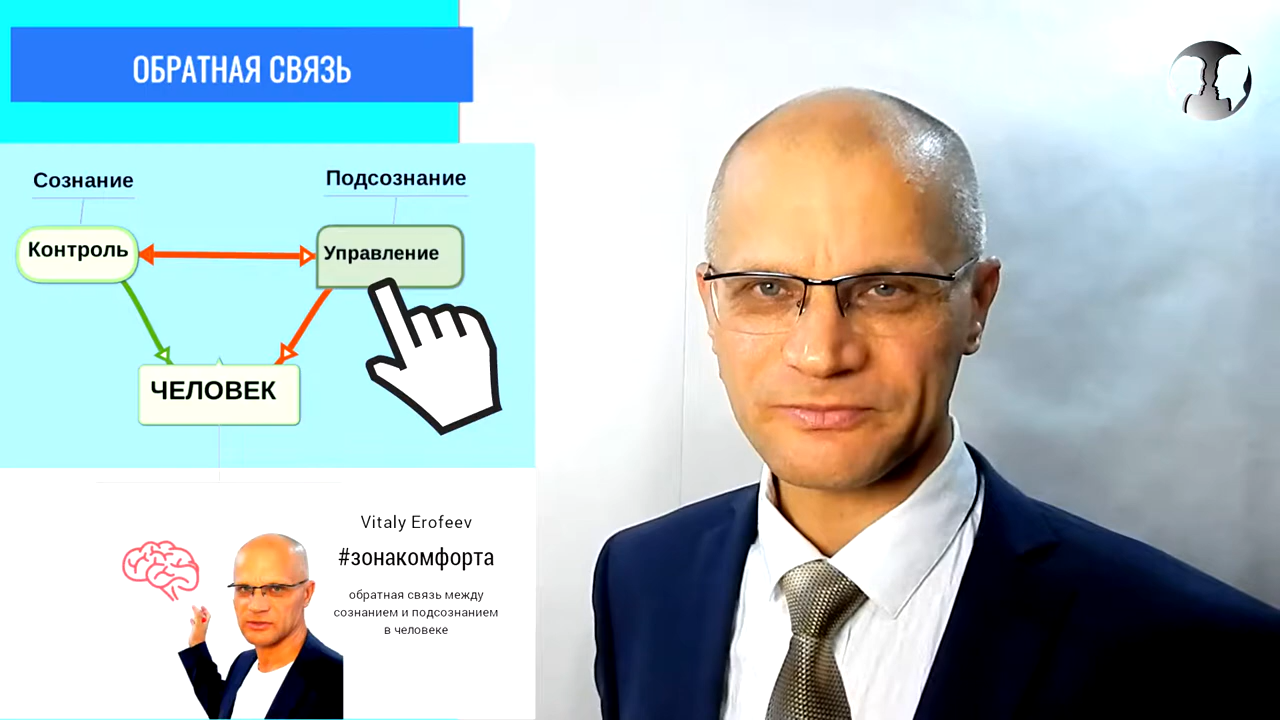 ОБРАТНАЯ СВЯЗЬ
Сознание
Подсознание
Контроль
Управление
ЧЕЛОВЕК
Vitaly Erofeev
#зонакомфорта
обратная связь между
сознанием и подсознанием
в человеке